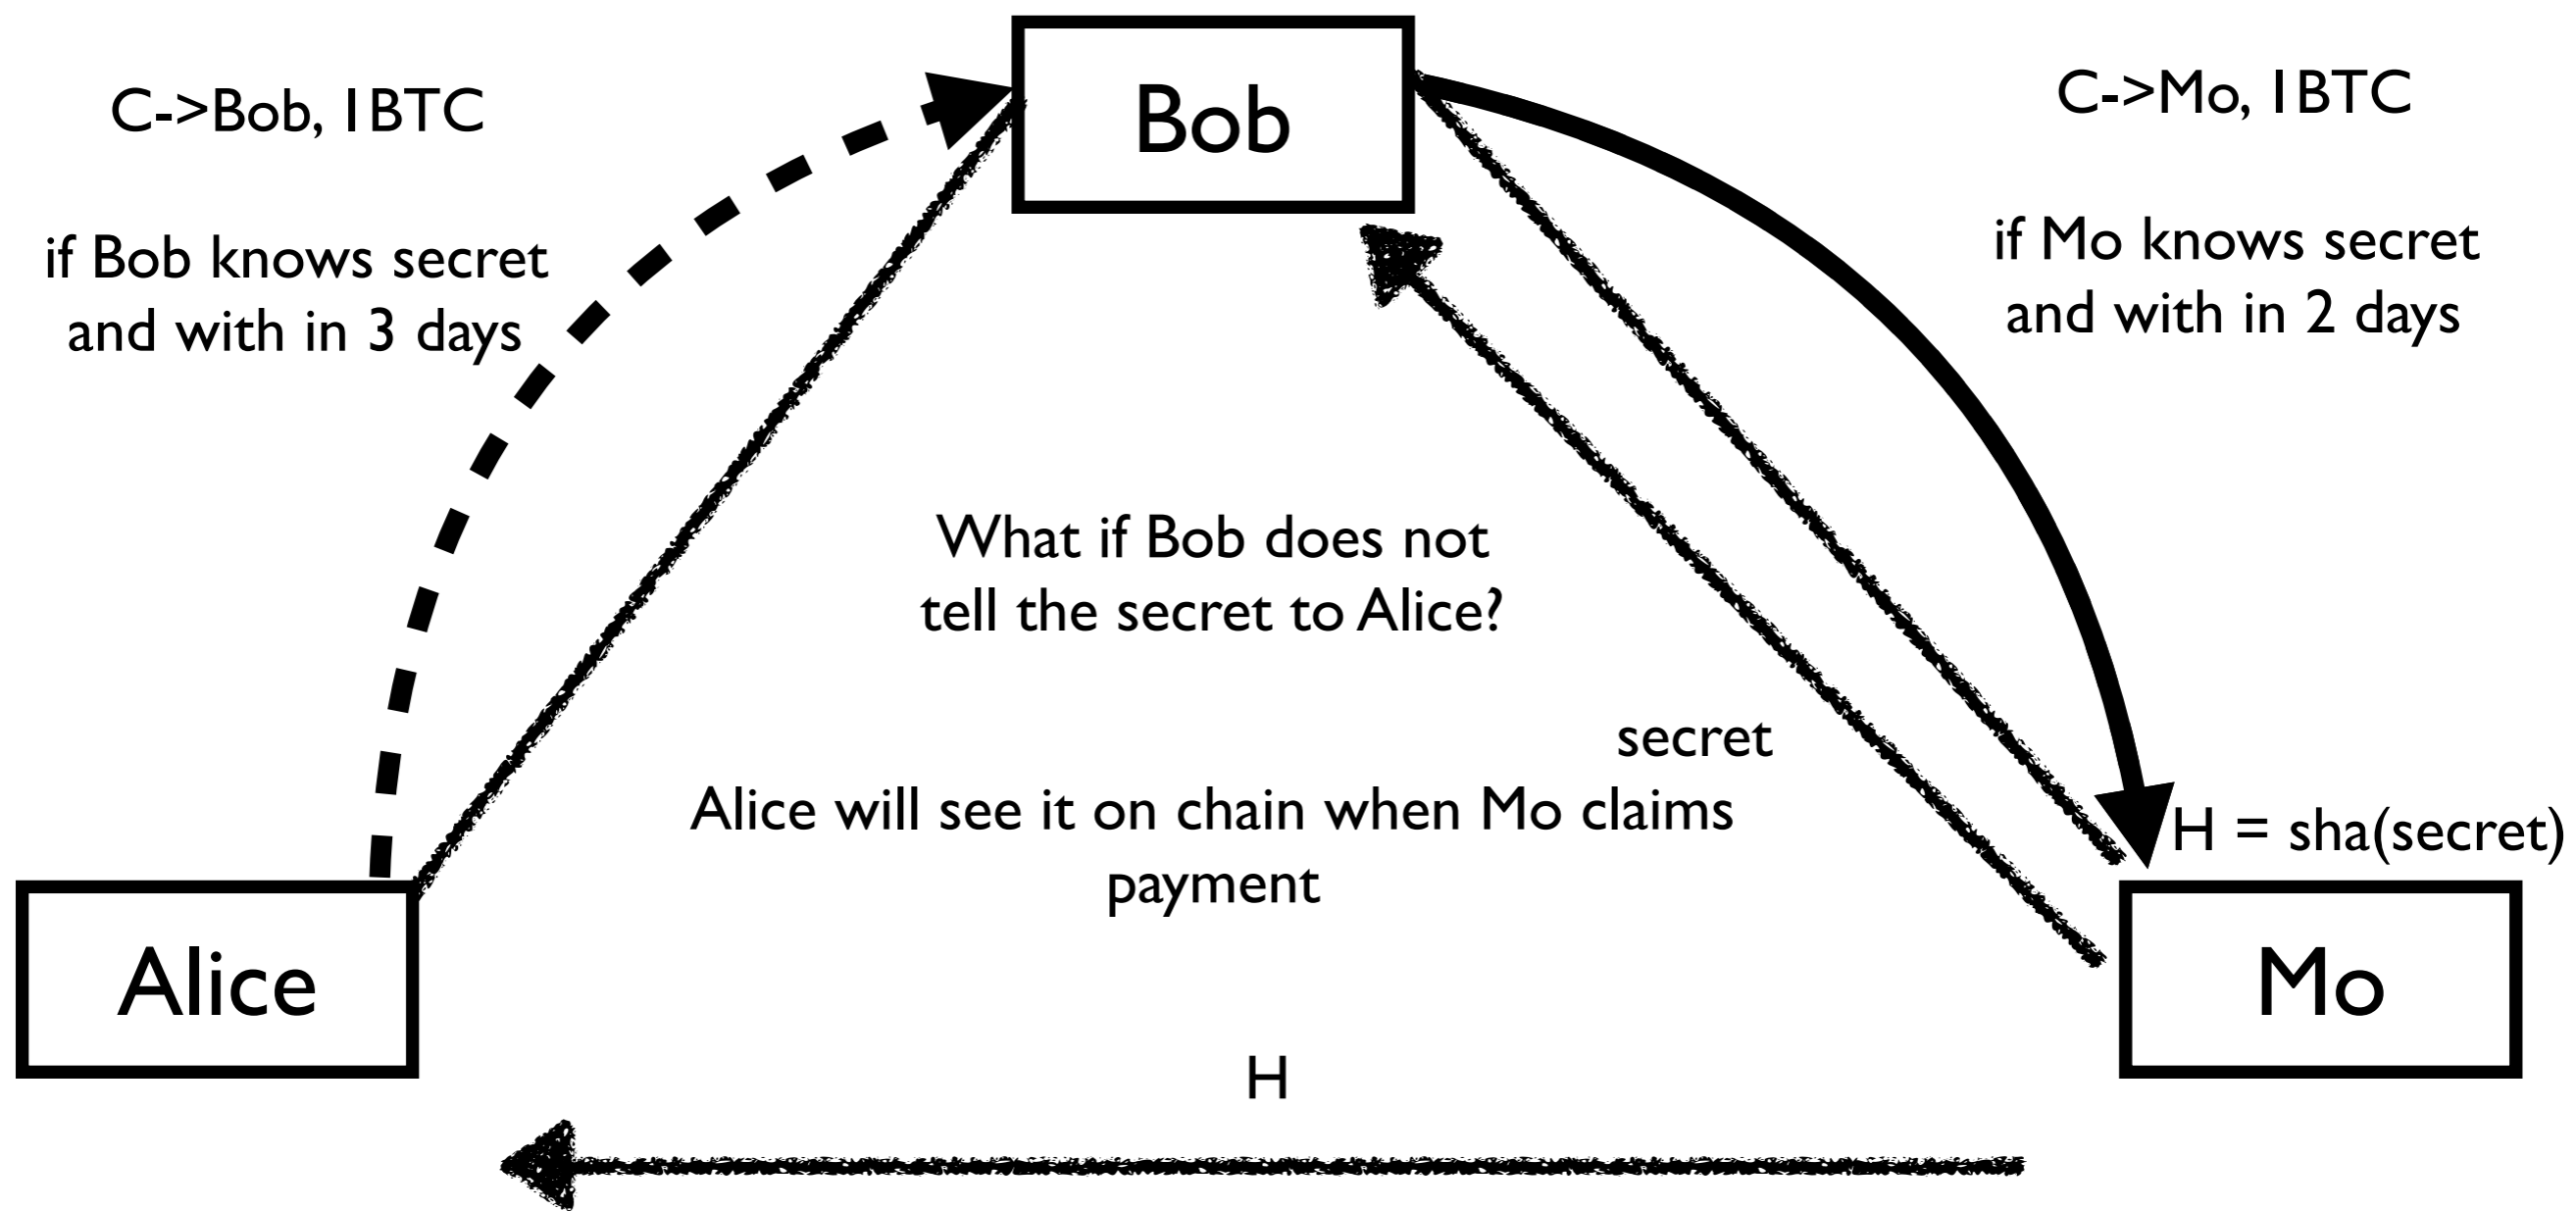 Bob
C->Bob, 1BTC
if Bob knows secret
and with in 3 days
C->Mo, 1BTC
if Mo knows secret
and with in 2 days
What if Bob does not
tell the secret to Alice?
secret
Alice will see it on chain when Mo claims
payment
H = sha(secret)
Alice
Mo
H